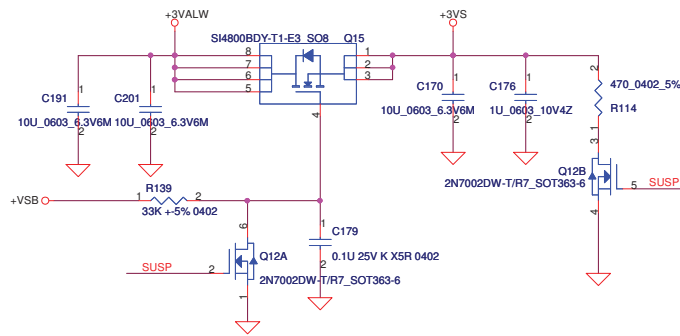 +3VALW
+3VS
SI4800BDY-T1-E3_SO8
Q15
8
7
6
5
1
2
3
4
1
C191
10U_0603_6.3V6M
2
1
C201
10U_0603_6.3V6M
2
1
C170
10U_0603_6.3V6M
2
1
C176
1U_0603_10V4Z
2
2
470_0402_5%
R114
1
3
Q12B
2N7002DW-T/R7_SOT363-6
5
SUSP
4
+VSB
1
R139
2
33K +-5% 0402
6
Q12A
SUSP
2
2N7002DW-T/R7_SOT363-6
1
1
C179
0.1U 25V K X5R 0402
2